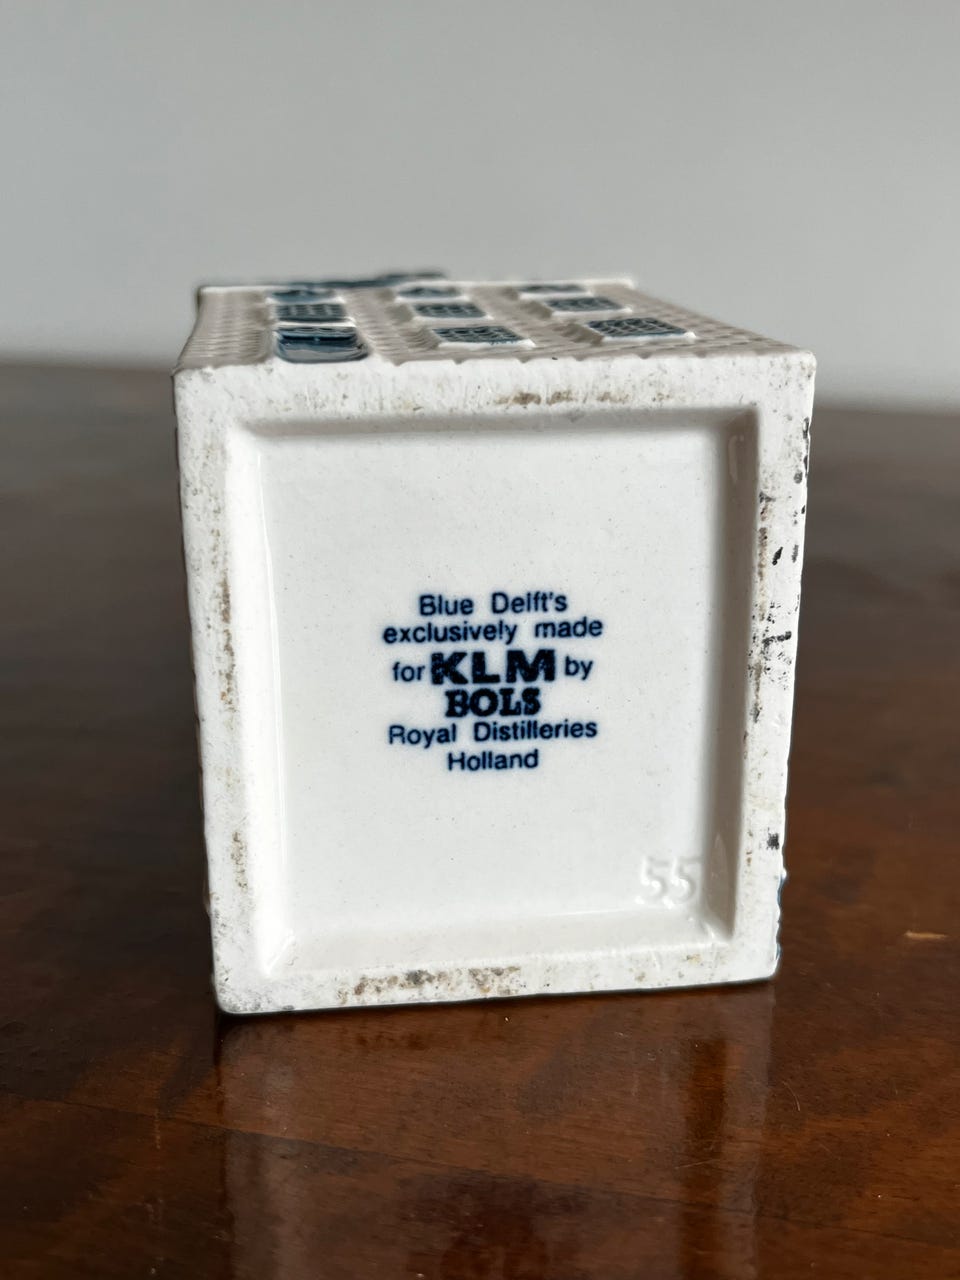 Blue Delft's
exclusively made
for KLM by
BOLS
Royal Distilleries
Holland
55